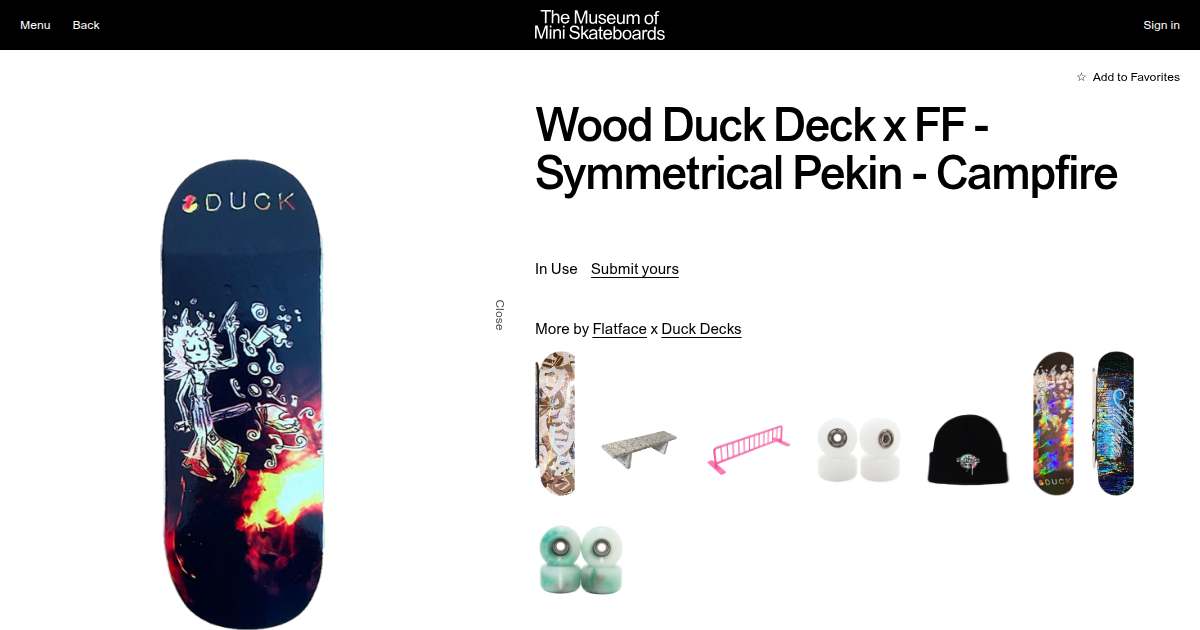 Menu
Back
The Museum of
Mini Skateboards
Sign in
☆ Add to Favorites
Wood Duck Deck x FF -
Symmetrical Pekin - Campfire
DUCK
In Use
Submit yours
Close
More by Flatface x Duck Decks
DUCK